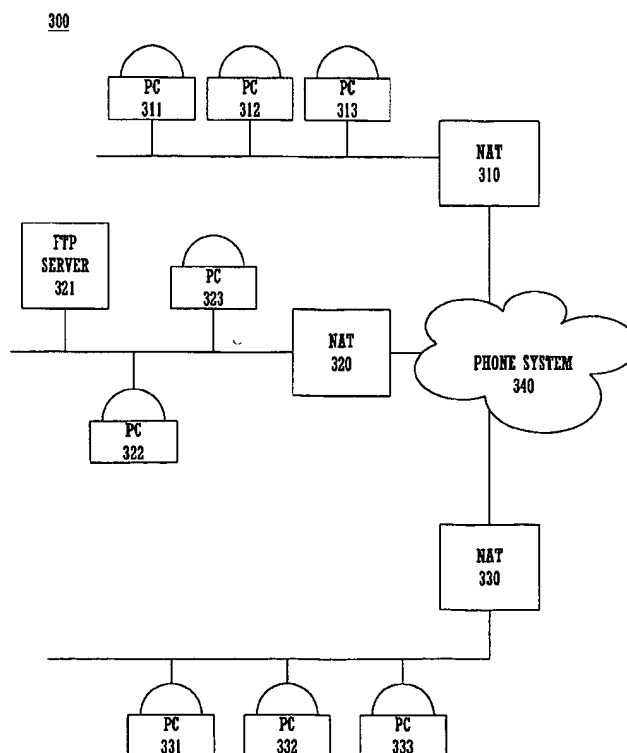 300
PC
311
PC
312
PC
313
NAT
310
FTP
SERVER
321
PC
323
NAT
320
PHONE SYSTEM
340
PC
322
NAT
330
PC
331
PC
332
PC
333